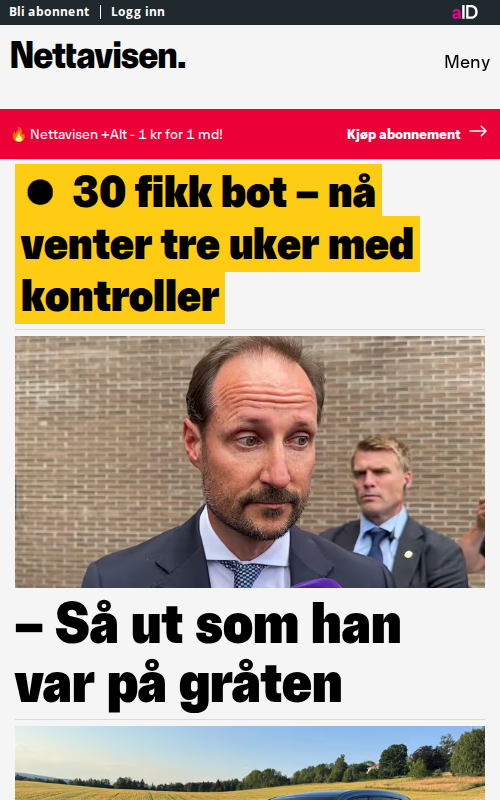 Bli abonnent | Logg inn
aID
Nettavisen.
Meny
🔥 Nettavisen +Alt - 1 kr for 1 md!
Kjøp abonnement →
● 30 fikk bot – nå
venter tre uker med
kontroller
– Så ut som han
var på gråten